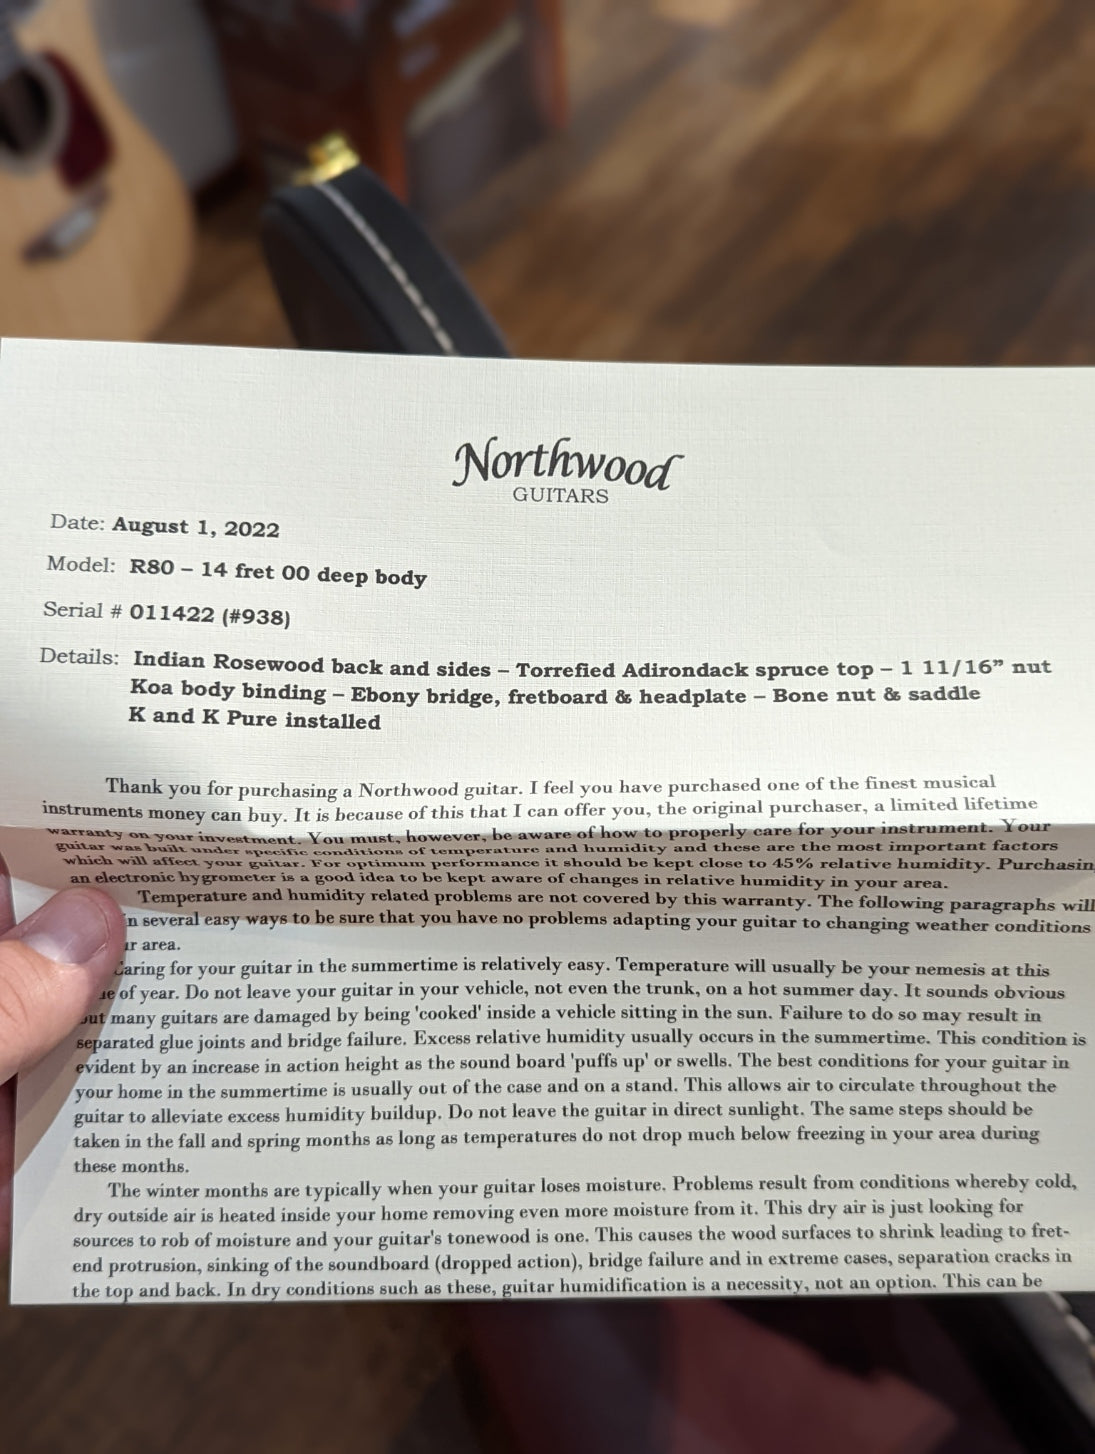 Northwood
GUITARS
Date: August 1, 2022
Model: R80 – 14 fret 00 deep body
Serial # 011422 (#938)
Details: Indian Rosewood back and sides – Torrefied Adirondack spruce top – 1 11/16” nut
Koa body binding – Ebony bridge, fretboard & headplate – Bone nut & saddle
K and K Pure installed
Thank you for purchasing a Northwood guitar. I feel you have purchased one of the finest musical
instruments money can buy. It is because of this that I can offer you, the original purchaser, a limited lifetime
warranty on your investment. You must, however, be aware of how to properly care for your instrument. Your
guitar was built under specific conditions of temperature and humidity and these are the most important factors
which will affect your guitar. For optimum performance it should be kept close to 45% relative humidity. Purchasin
an electronic hygrometer is a good idea to be kept aware of changes in relative humidity in your area.
Temperature and humidity related problems are not covered by this warranty. The following paragraphs will
n several easy ways to be sure that you have no problems adapting your guitar to changing weather conditions
ur area.
Caring for your guitar in the summertime is relatively easy. Temperature will usually be your nemesis at this
me of year. Do not leave your guitar in your vehicle, not even the trunk, on a hot summer day. It sounds obvious
but many guitars are damaged by being 'cooked' inside a vehicle sitting in the sun. Failure to do so may result in
separated glue joints and bridge failure. Excess relative humidity usually occurs in the summertime. This condition is
evident by an increase in action height as the sound board 'puffs up' or swells. The best conditions for your guitar in
your home in the summertime is usually out of the case and on a stand. This allows air to circulate throughout the
guitar to alleviate excess humidity buildup. Do not leave the guitar in direct sunlight. The same steps should be
taken in the fall and spring months as long as temperatures do not drop much below freezing in your area during
these months.
The winter months are typically when your guitar loses moisture. Problems result from conditions whereby cold,
dry outside air is heated inside your home removing even more moisture from it. This dry air is just looking for
sources to rob of moisture and your guitar's tonewood is one. This causes the wood surfaces to shrink leading to fret-
end protrusion, sinking of the soundboard (dropped action), bridge failure and in extreme cases, separation cracks in
the top and back. In dry conditions such as these, guitar humidification is a necessity, not an option. This can be